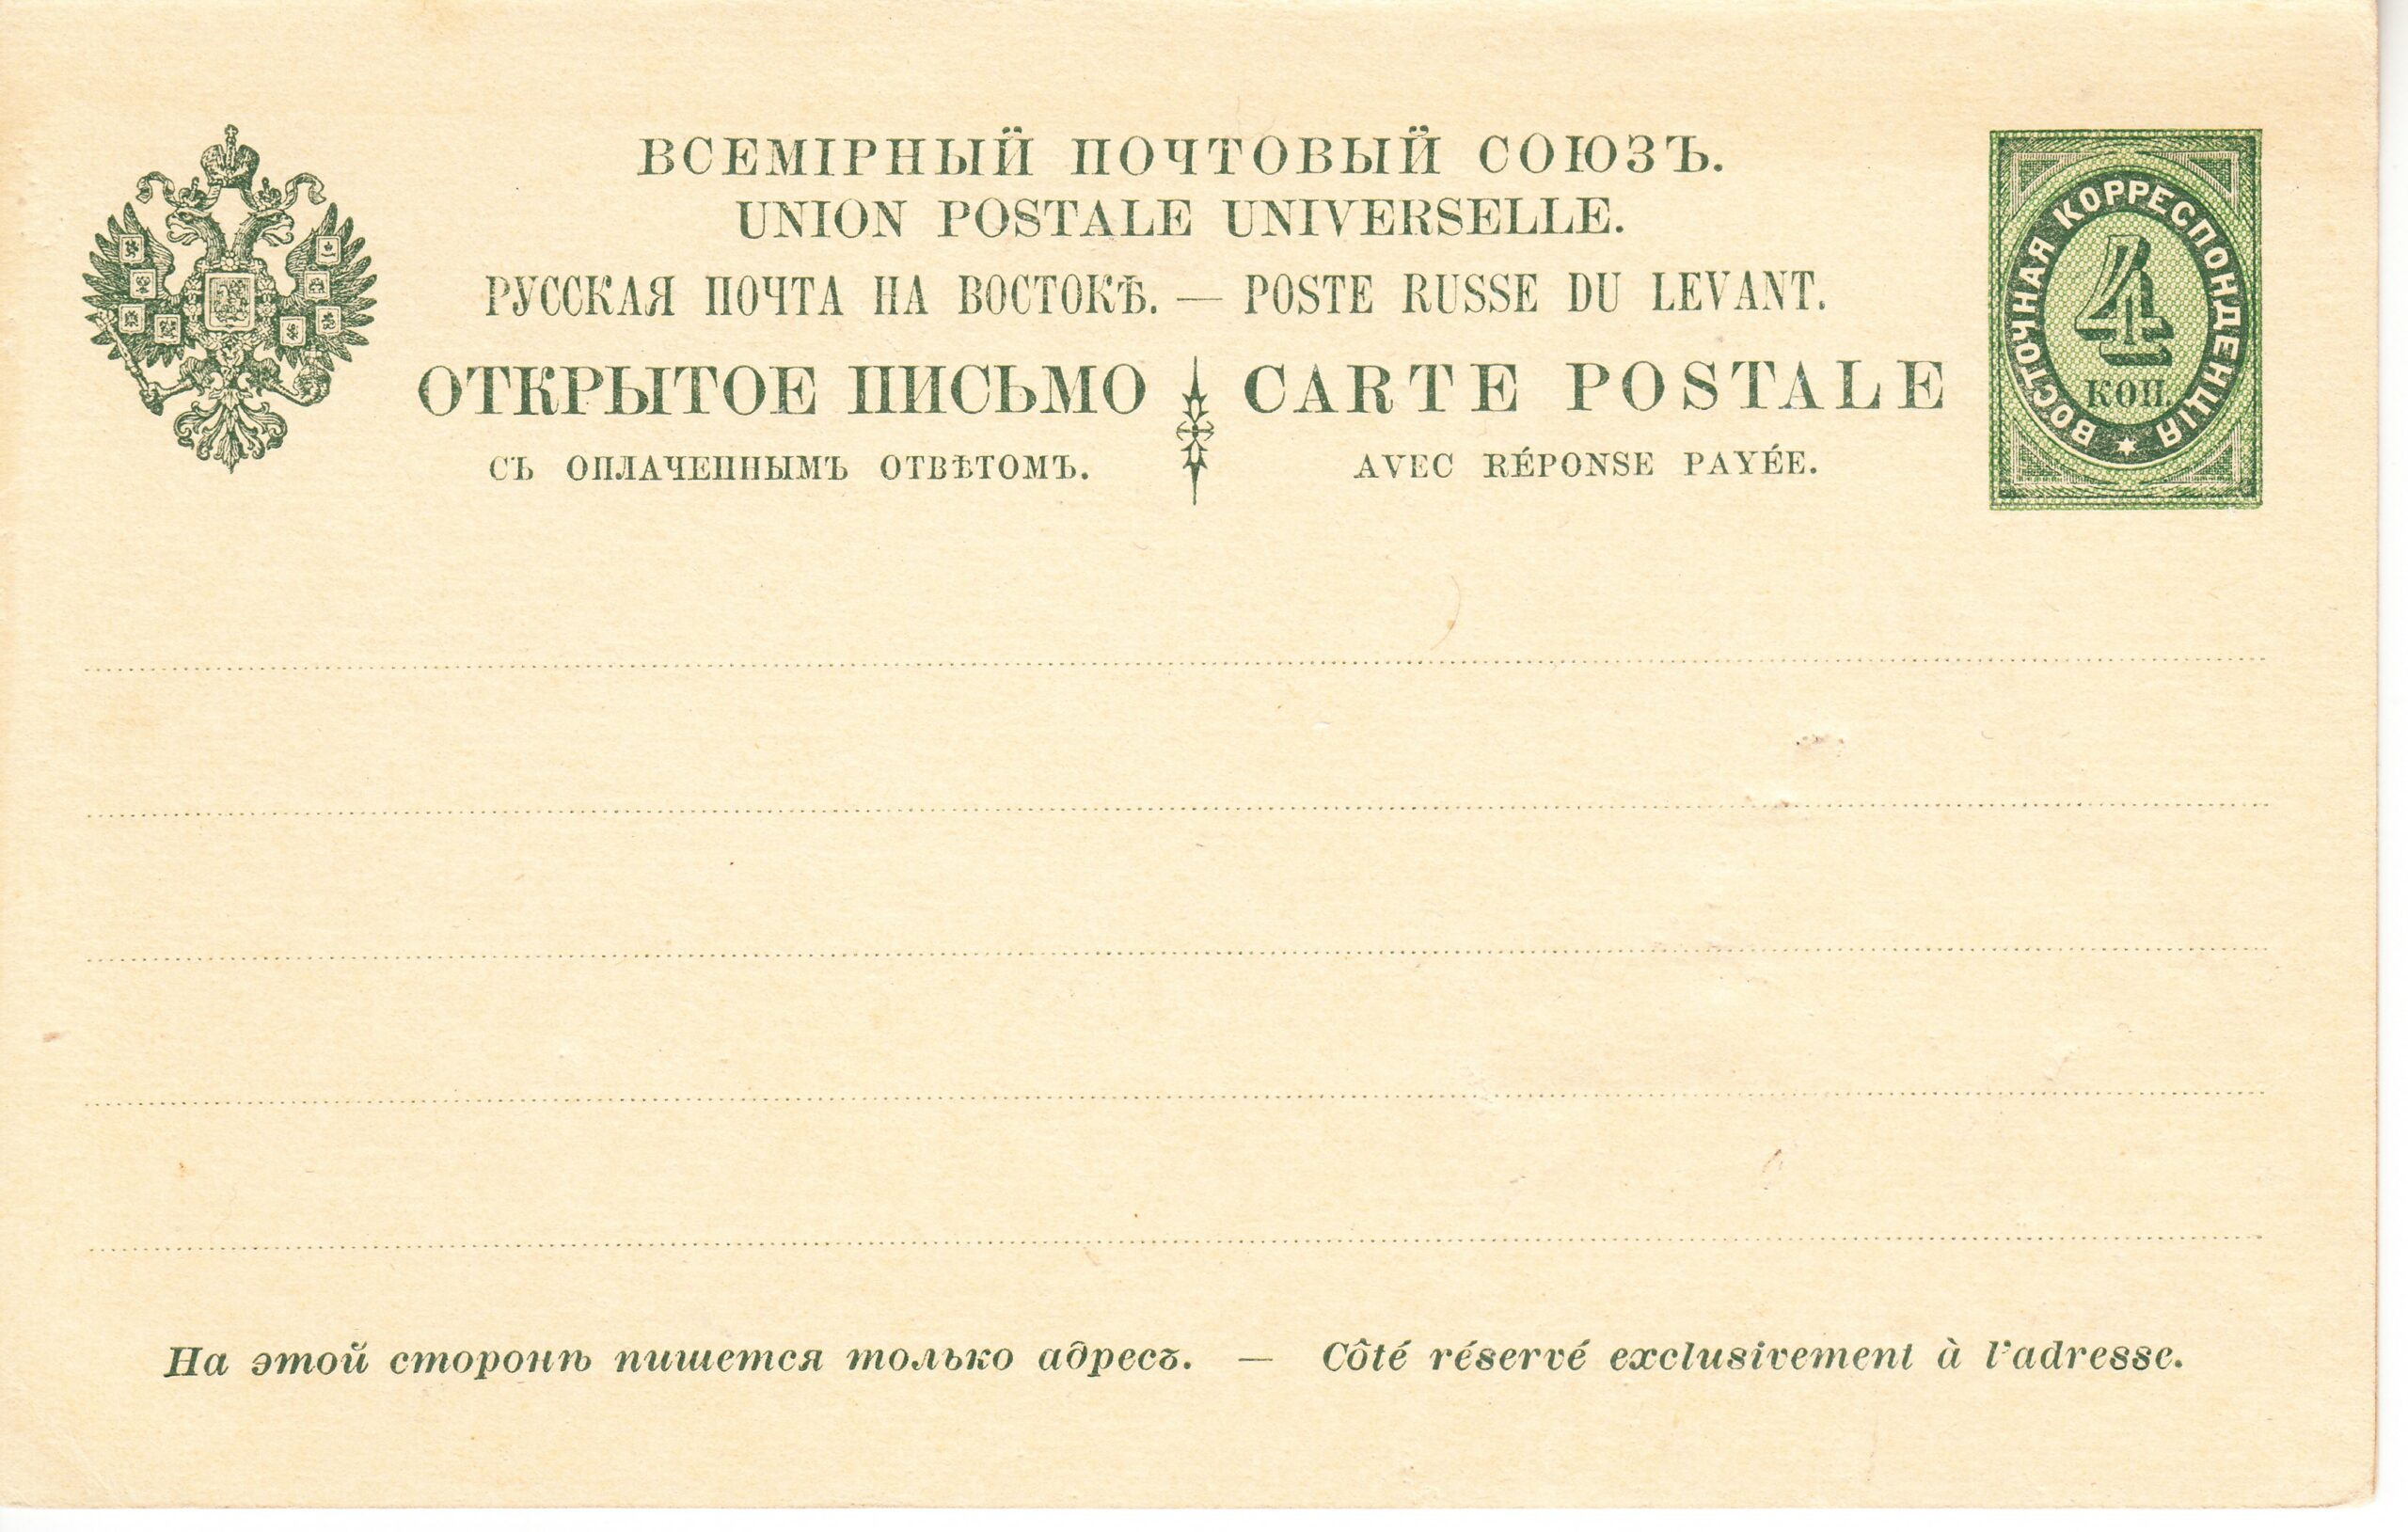 ВСЕМІРНЫЙ ПОЧТОВЫЙ СОЮЗЪ.
UNION POSTALE UNIVERSELLE.
РУССКАЯ ПОЧТА НА ВОСТОКѢ. — POSTE RUSSE DU LEVANT.
ОТКРЫТОЕ ПИСЬМО CARTE POSTALE
СЪ ОПЛАЧЕННЫМЪ ОТВѢТОМЪ. AVEC RÉPONSE PAYÉE.
ВОСТОЧНАЯ КОРРЕСПОНДЕНЦІЯ
4
КОП.
На этой сторонѣ пишется только адресъ. — Côté réservé exclusivement à l'adresse.